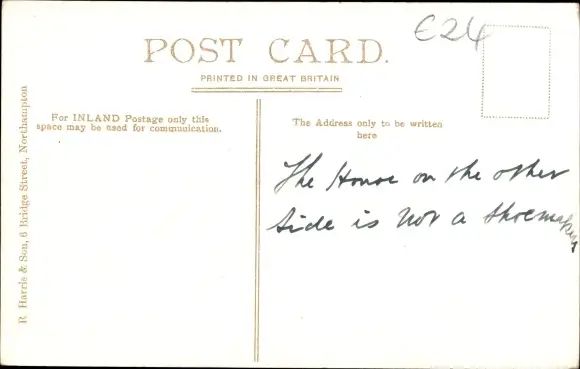 E24
POST CARD.
PRINTED IN GREAT BRITAIN
For INLAND Postage only this
space may be used for communication.
The Address only to be written
here
The House on the other
side is not a shoemakers
R Harris & Son, 6 Bridge Street, Northampton